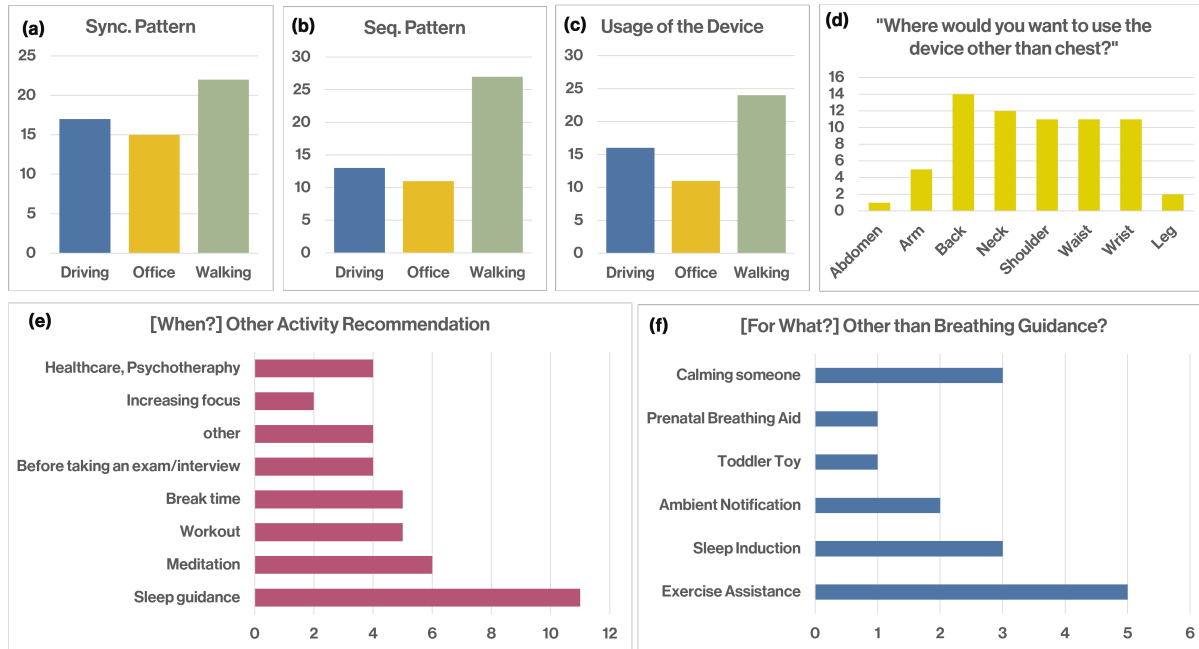 (a)
Sync. Pattern
25
20
15
10
5
0
Driving
Office
Walking
(b)
Seq. Pattern
30
25
20
15
10
5
0
Driving
Office
Walking
(c)
Usage of the Device
30
25
20
15
10
5
0
Driving
Office
Walking
(d)
"Where would you want to use the
device other than chest?"
16
14
12
10
8
6
4
2
0
Abdomen
Arm
Back
Neck
Shoulder
Waist
Wrist
Leg
(e)
[When?] Other Activity Recommendation
Healthcare, Psychotheraphy
Increasing focus
other
Before taking an exam/interview
Break time
Workout
Meditation
Sleep guidance
0
2
4
6
8
10
12
(f)
[For What?] Other than Breathing Guidance?
Calming someone
Prenatal Breathing Aid
Toddler Toy
Ambient Notification
Sleep Induction
Exercise Assistance
0
1
2
3
4
5
6